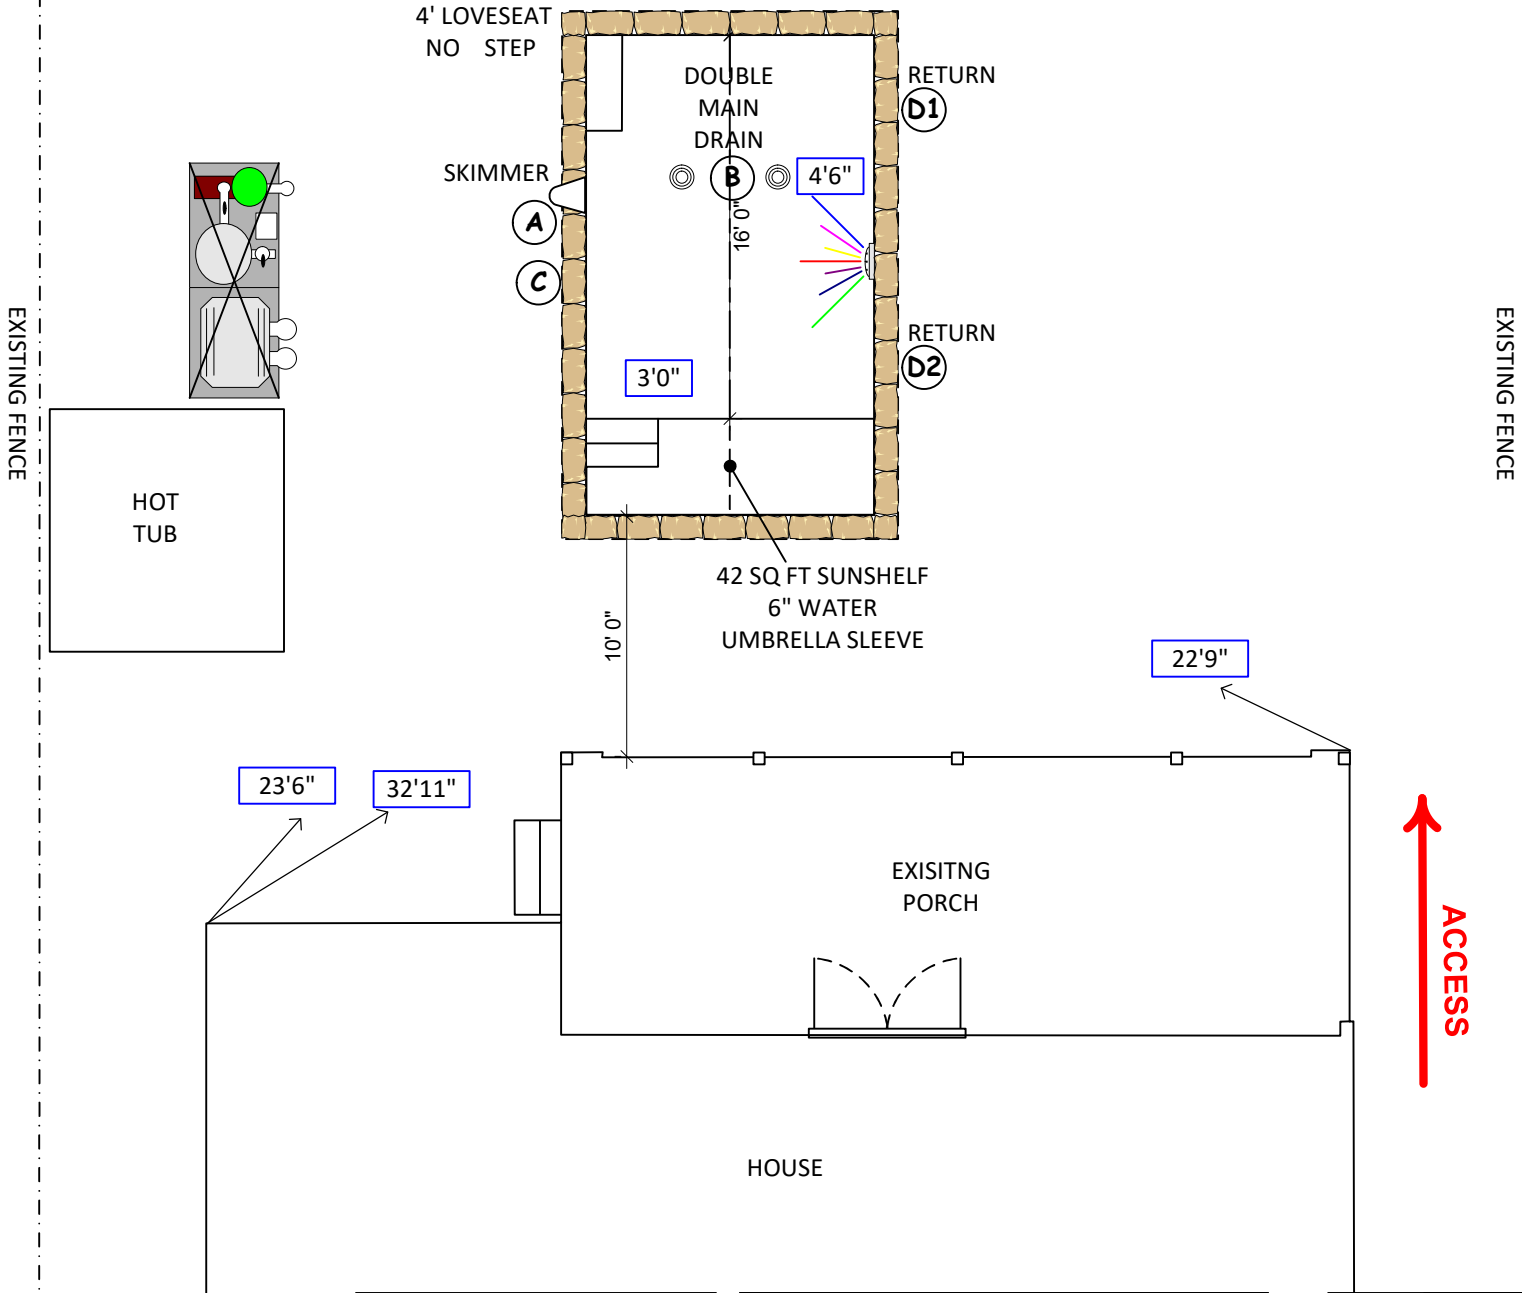 4' LOVESEAT
NO STEP
DOUBLE
MAIN
DRAIN
RETURN
D1
SKIMMER
B
4'6"
A
16' 0"
C
EXISTING FENCE
EXISTING FENCE
RETURN
D2
3'0"
HOT
TUB
42 SQ FT SUNSHELF
6" WATER
UMBRELLA SLEEVE
10' 0"
22'9"
23'6"
32'11"
EXISITNG
PORCH
ACCESS
HOUSE